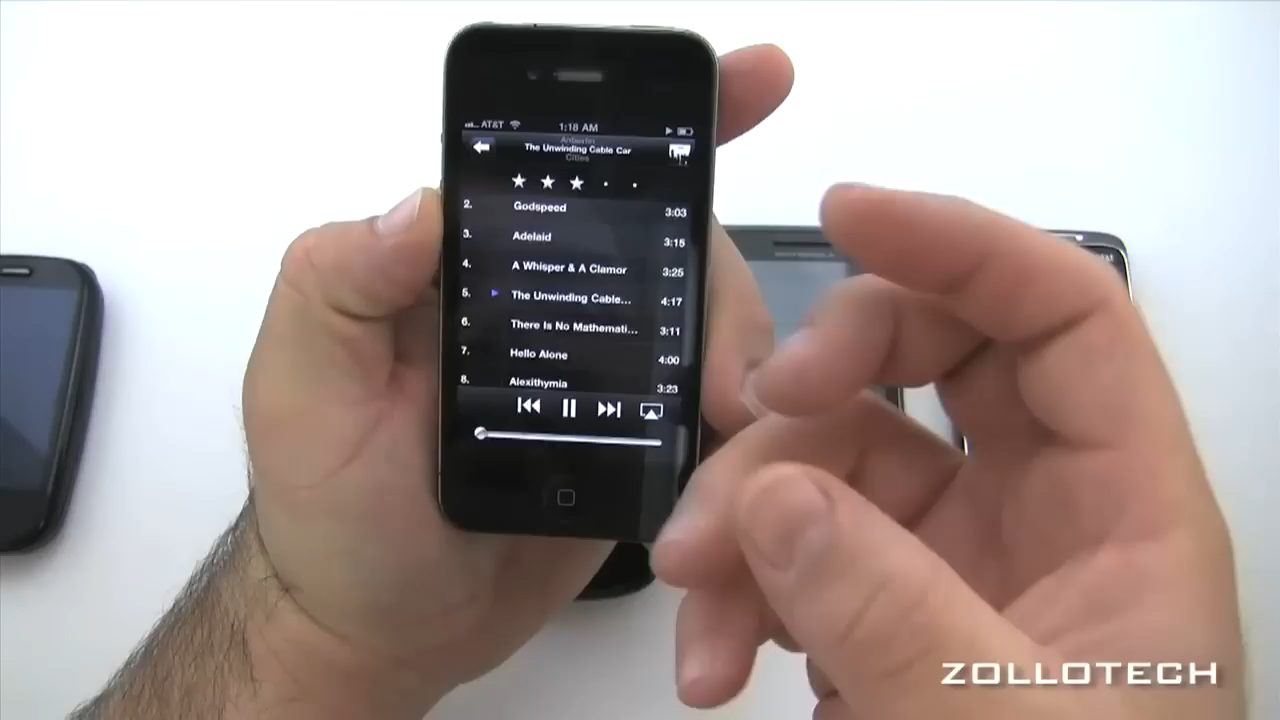 AT&T 1:18 AM
Anberlin
The Unwinding Cable Car
Cities
2. Godspeed 3:03
3. Adelaid 3:15
4. A Whisper & A Clamor 3:25
5. The Unwinding Cable... 4:17
6. There Is No Mathemati... 3:11
7. Hello Alone 4:00
8. Alexithymia 3:23
ZOLLOTECH